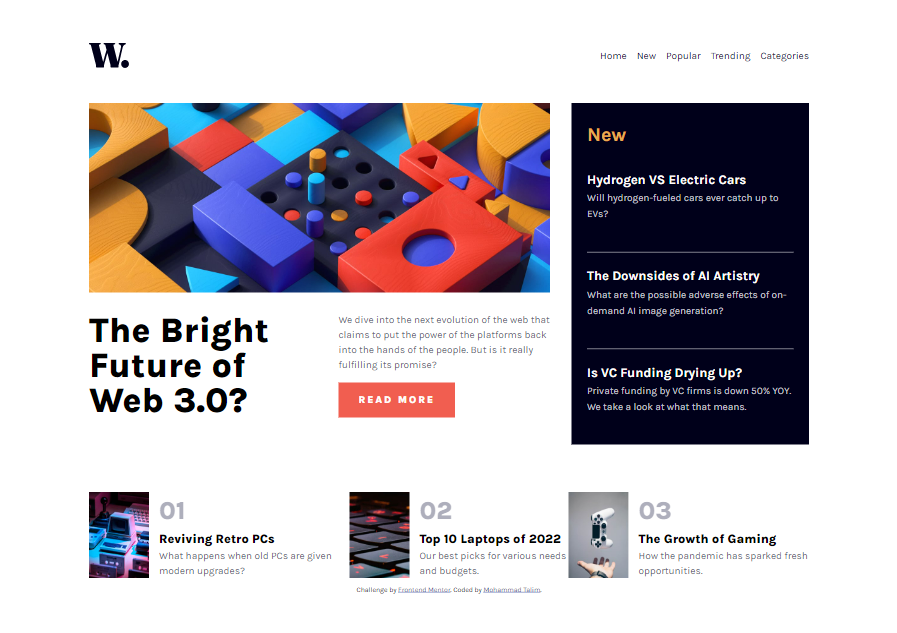 W.
Home New Popular Trending Categories
The Bright
Future of
Web 3.0?
We dive into the next evolution of the web that
claims to put the power of the platforms back
into the hands of the people. But is it really
fulfilling its promise?
READ MORE
New
Hydrogen VS Electric Cars
Will hydrogen-fueled cars ever catch up to
EVs?
The Downsides of AI Artistry
What are the possible adverse effects of on-
demand AI image generation?
Is VC Funding Drying Up?
Private funding by VC firms is down 50% YOY.
We take a look at what that means.
01
Reviving Retro PCs
What happens when old PCs are given
modern upgrades?
02
Top 10 Laptops of 2022
Our best picks for various needs
and budgets.
03
The Growth of Gaming
How the pandemic has sparked fresh
opportunities.
Challenge by Frontend Mentor. Coded by Mohammad Talim.